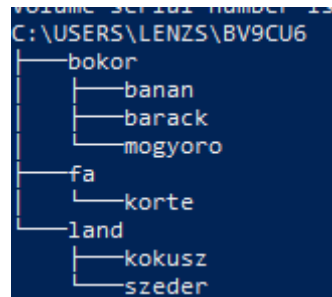 C:\USERS\LENZS\BV9CU6
├───bokor
│   ├───banan
│   ├───barack
│   └───mogyoro
├───fa
│   └───korte
└───land
    ├───kokusz
    └───szeder